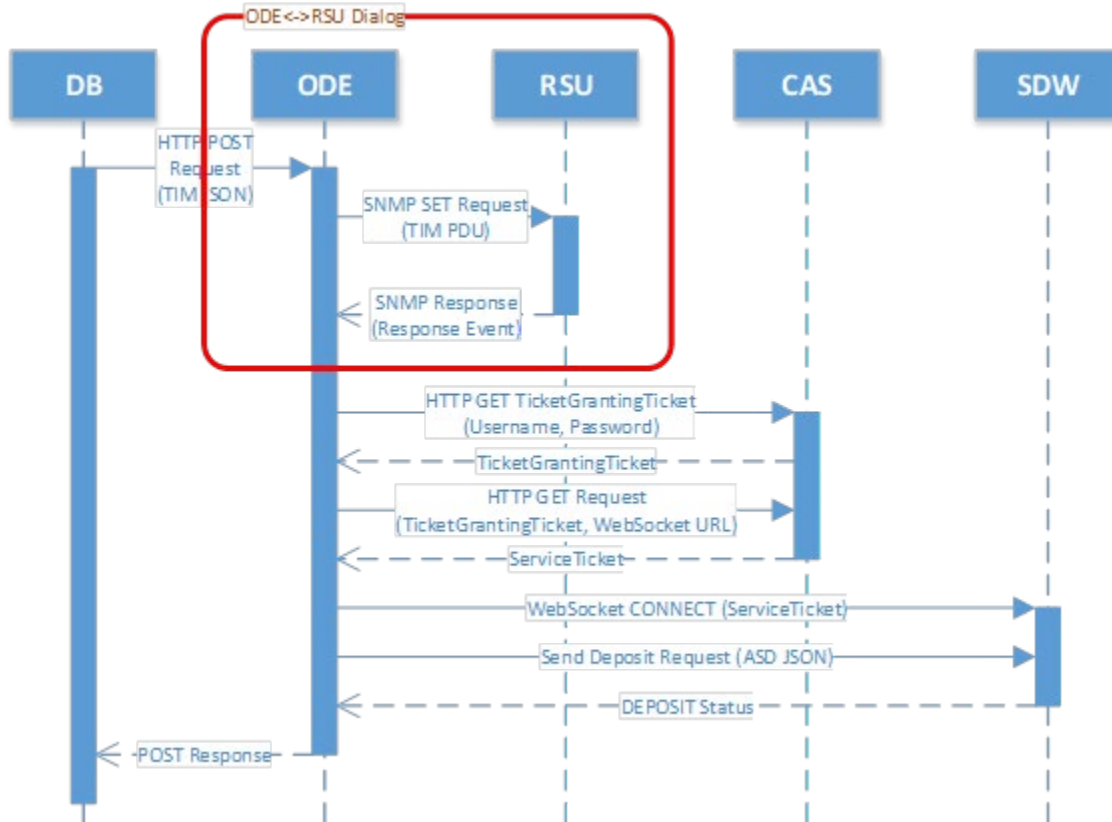 ODE<->RSU Dialog
DB
ODE
RSU
CAS
SDW
HTTP POST
Request
(TIM JSON)
SNMP SET Request
(TIM PDU)
SNMP Response
(Response Event)
HTTP GET TicketGrantingTicket
(Username, Password)
TicketGrantingTicket
HTTP GET Request
(TicketGrantingTicket, WebSocket URL)
ServiceTicket
WebSocket CONNECT (ServiceTicket)
Send Deposit Request (ASD JSON)
DEPOSIT Status
POST Response